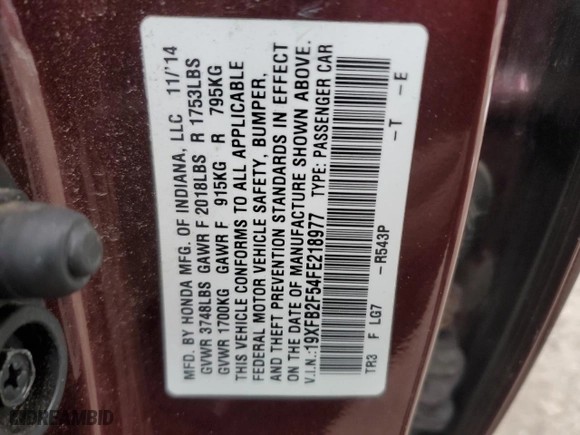 MFD. BY HONDA MFG. OF INDIANA, LLC 11/'14
GVWR 3748LBS GAWR F 2018LBS R 1753LBS
GVWR 1700KG GAWR F 915KG R 795KG
THIS VEHICLE CONFORMS TO ALL APPLICABLE
FEDERAL MOTOR VEHICLE SAFETY, BUMPER,
AND THEFT PREVENTION STANDARDS IN EFFECT
ON THE DATE OF MANUFACTURE SHOWN ABOVE.
V.I.N.:19XFB2F54FE218977 TYPE: PASSENGER CAR
TR3 F LG7 -R543P -T -E
IDREAMBID